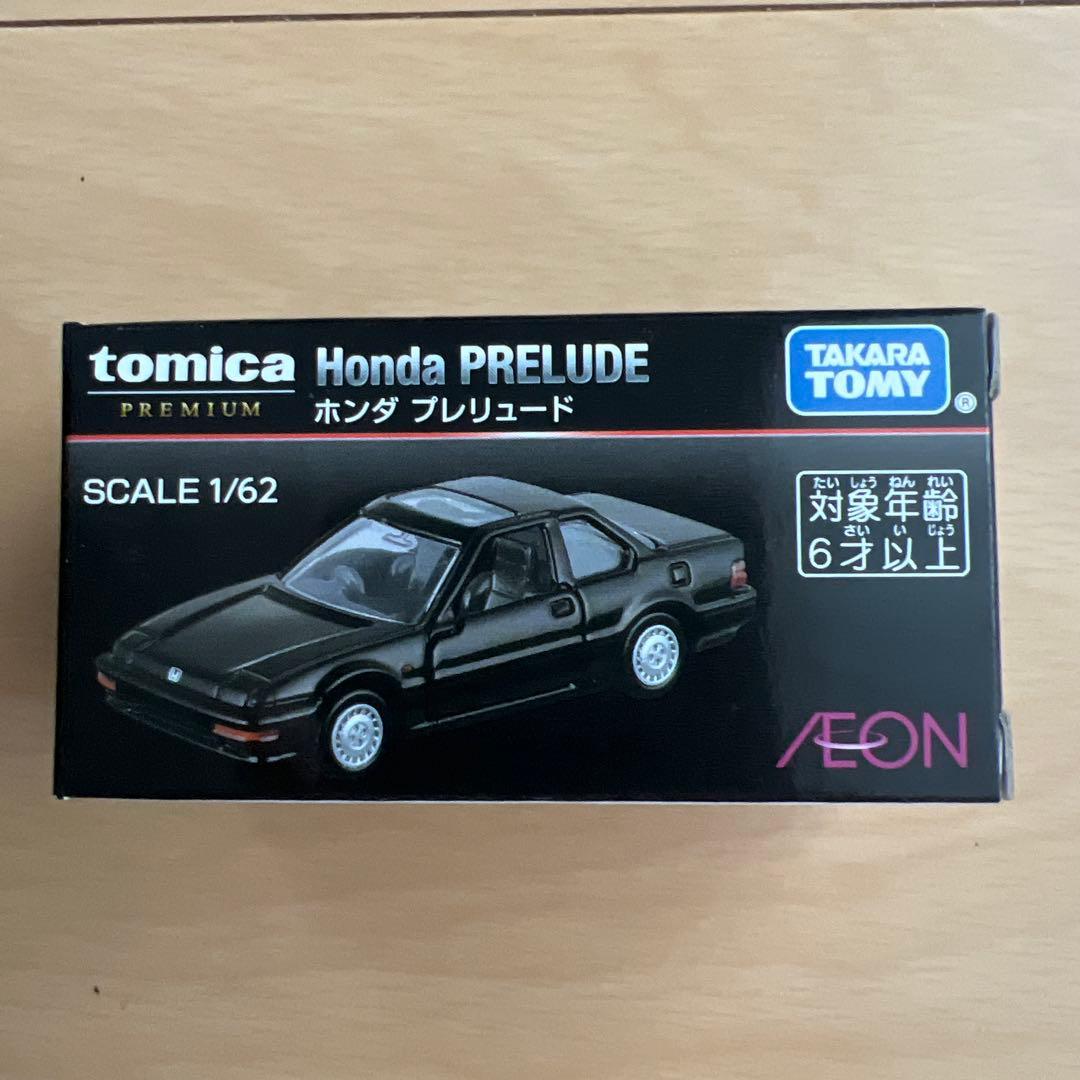 tomica
PREMIUM
Honda PRELUDE
ホンダ プレリュード
TAKARA
TOMY
®
SCALE 1/62
たい しょう ねん れい
対象年齢
さい い じょう
6才以上
ÆON